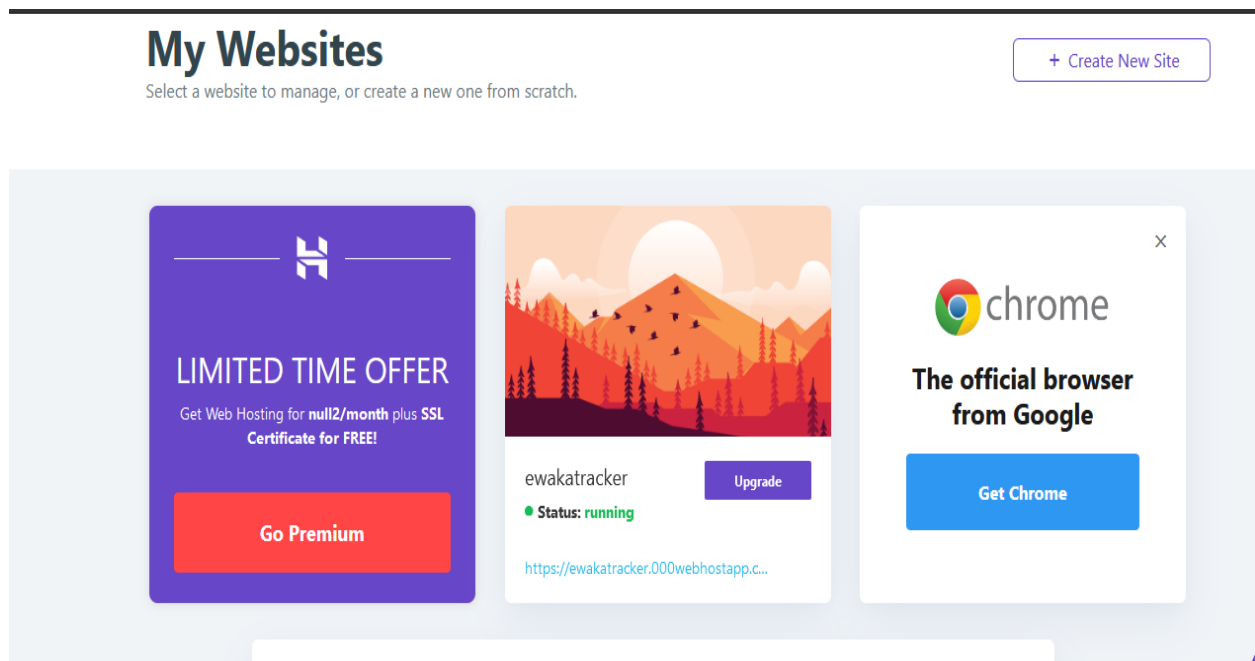 My Websites
Select a website to manage, or create a new one from scratch.
+ Create New Site
LIMITED TIME OFFER
Get Web Hosting for null2/month plus SSL
Certificate for FREE!
Go Premium
ewakatracker
Upgrade
Status: running
https://ewakatracker.000webhostapp.c...
X
chrome
The official browser
from Google
Get Chrome